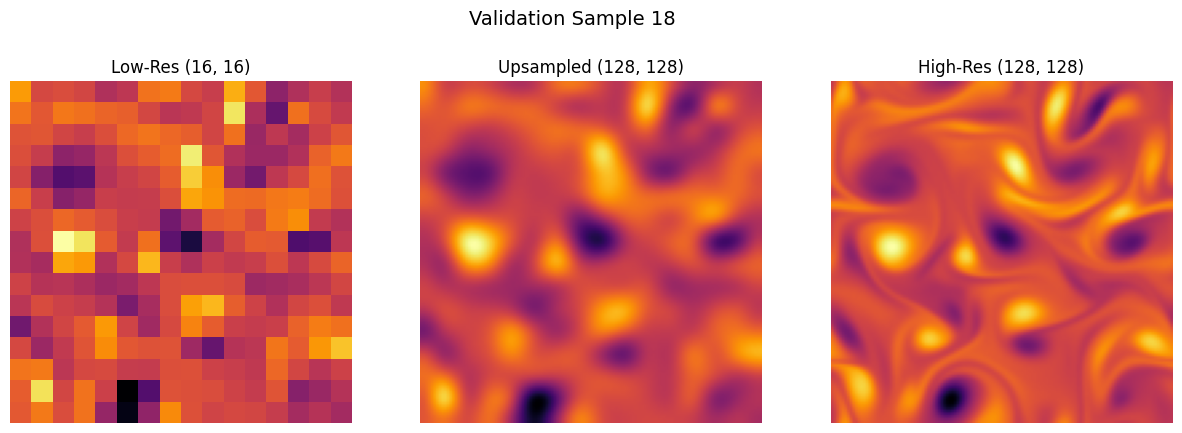 Validation Sample 18
Low-Res (16, 16)
Upsampled (128, 128)
High-Res (128, 128)